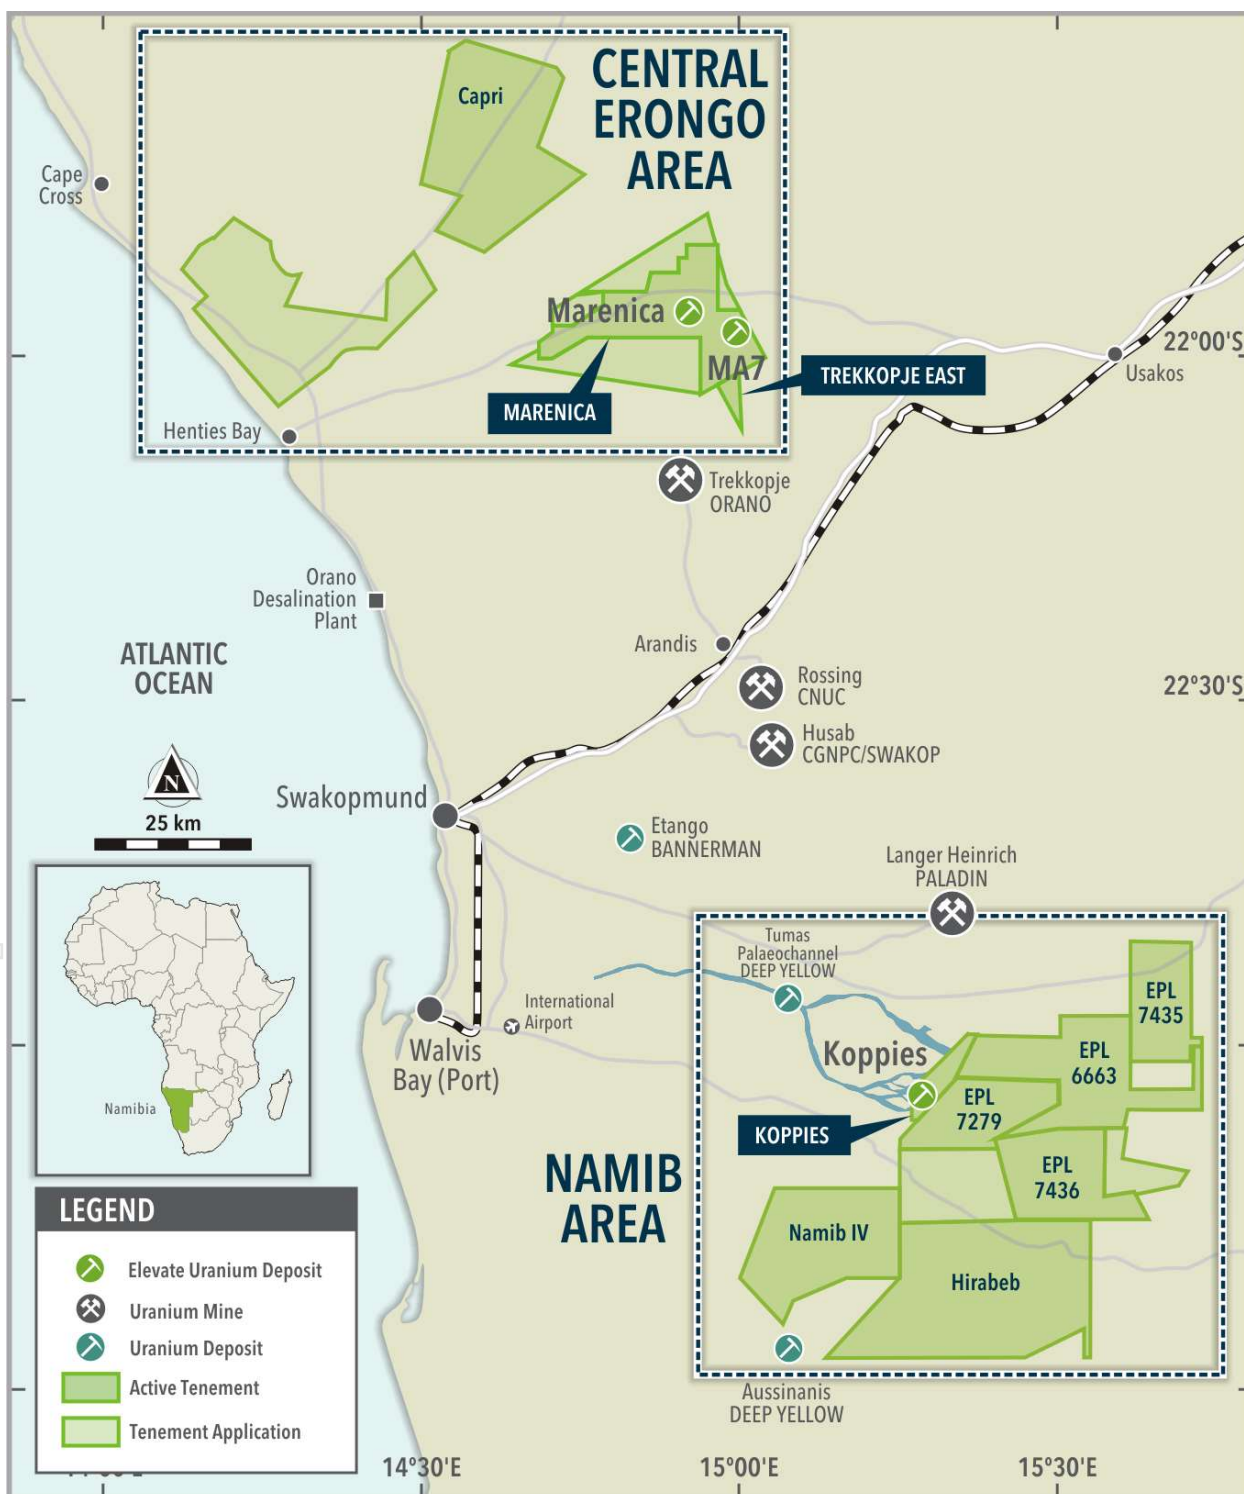 CENTRAL
ERONGO
AREA
Capri
Cape
Cross
Marenica
MA7
22°00'S
TREKKOPJE EAST
Usakos
MARENICA
Henties Bay
Trekkopje
ORANO
Orano
Desalination
Plant
Arandis
ATLANTIC
OCEAN
Rossing
CNUC
22°30'S
Husab
CGNPC/SWAKOP
N
25 km
Swakopmund
Etango
BANNERMAN
Langer Heinrich
PALADIN
Tumas
Palaeochannel
DEEP YELLOW
International
Airport
Walvis
Bay (Port)
Koppies
EPL
7435
EPL
6663
EPL
7279
KOPPIES
EPL
7436
Namibia
NAMIB
AREA
Namib IV
Hirabeb
Aussinanis
DEEP YELLOW
LEGEND
Elevate Uranium Deposit
Uranium Mine
Uranium Deposit
Active Tenement
Tenement Application
14°30'E
15°00'E
15°30'E